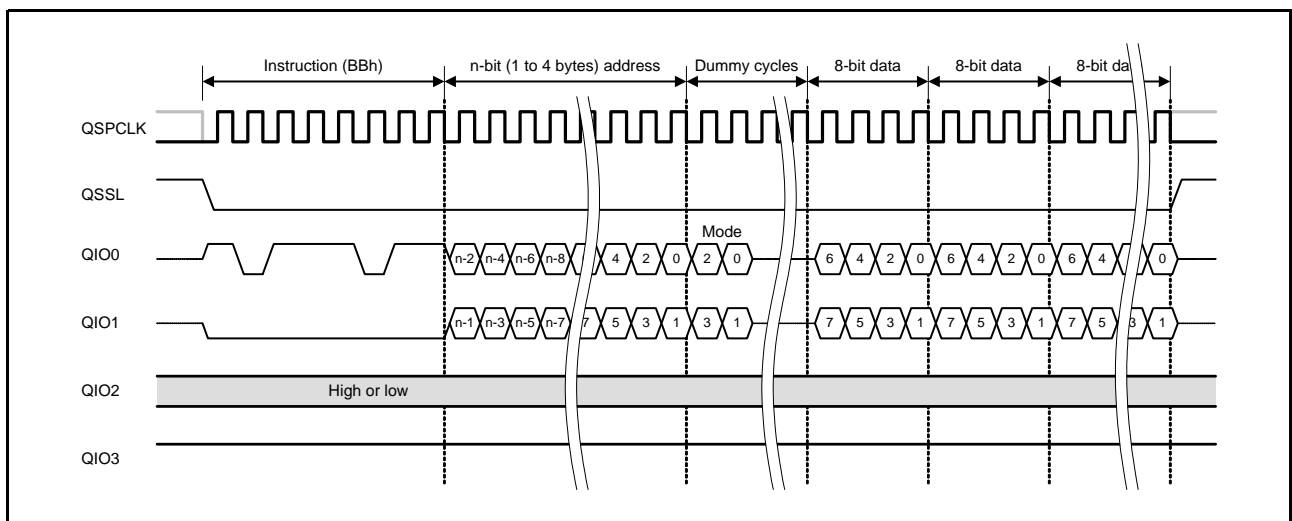 Instruction (BBh) n-bit (1 to 4 bytes) address Dummy cycles 8-bit data 8-bit data 8-bit
QSPCLK
QSSL
Mode
QIO0 n-2 n-4 n-6 n-8 4 2 0 2 0 6 4 2 0 6 4 2 0 6 4 0
QIO1 n-1 n-3 n-5 n-7 7 5 3 1 3 1 7 5 3 1 7 5 3 1 7 5 3 1
QIO2 High or low
QIO3